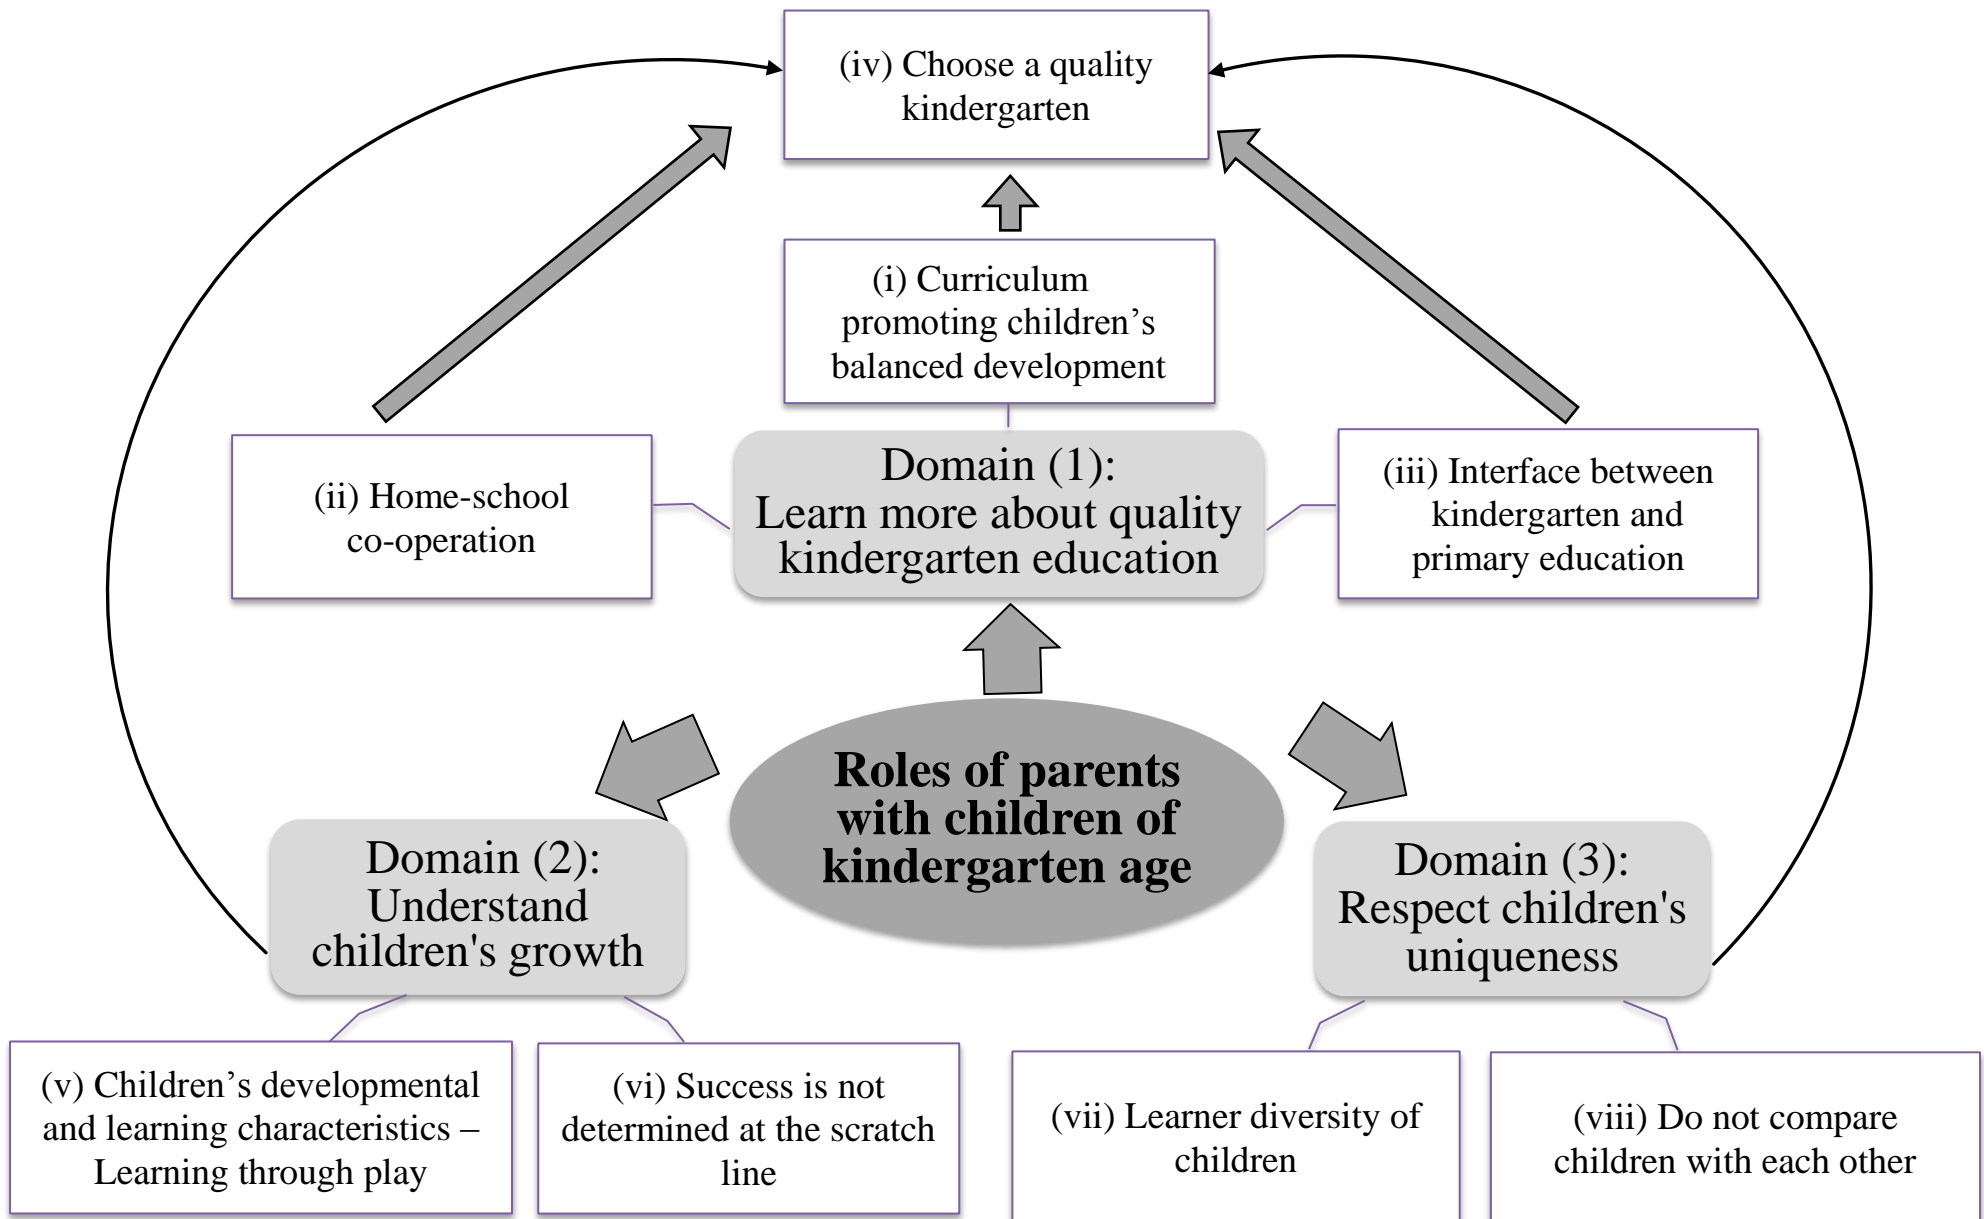 (iv) Choose a quality
kindergarten
(i) Curriculum
promoting children’s
balanced development
(ii) Home-school
co-operation
Domain (1):
Learn more about quality
kindergarten education
(iii) Interface between
kindergarten and
primary education
Roles of parents
with children of
kindergarten age
Domain (2):
Understand
children's growth
Domain (3):
Respect children's
uniqueness
(v) Children’s developmental
and learning characteristics –
Learning through play
(vi) Success is not
determined at the scratch
line
(vii) Learner diversity of
children
(viii) Do not compare
children with each other